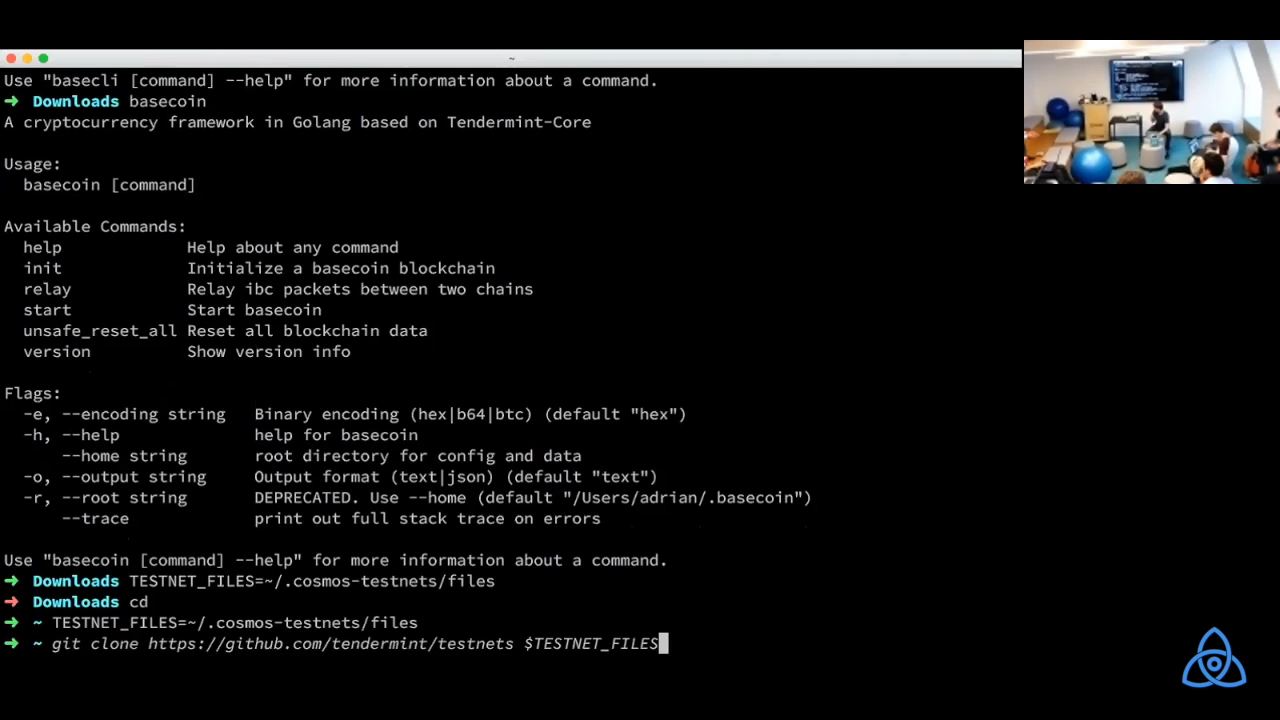 ~
Use "basecli [command] --help" for more information about a command.
➜ Downloads basecoin
A cryptocurrency framework in Golang based on Tendermint-Core
Usage:
basecoin [command]
Available Commands:
help Help about any command
init Initialize a basecoin blockchain
relay Relay ibc packets between two chains
start Start basecoin
unsafe_reset_all Reset all blockchain data
version Show version info
Flags:
-e, --encoding string Binary encoding (hex|b64|btc) (default "hex")
-h, --help help for basecoin
--home string root directory for config and data
-o, --output string Output format (text|json) (default "text")
-r, --root string DEPRECATED. Use --home (default "/Users/adrian/.basecoin")
--trace print out full stack trace on errors
Use "basecoin [command] --help" for more information about a command.
➜ Downloads TESTNET_FILES=~/.cosmos-testnets/files
➜ Downloads cd
➜ ~ TESTNET_FILES=~/.cosmos-testnets/files
➜ ~ git clone https://github.com/tendermint/testnets $TESTNET_FILES